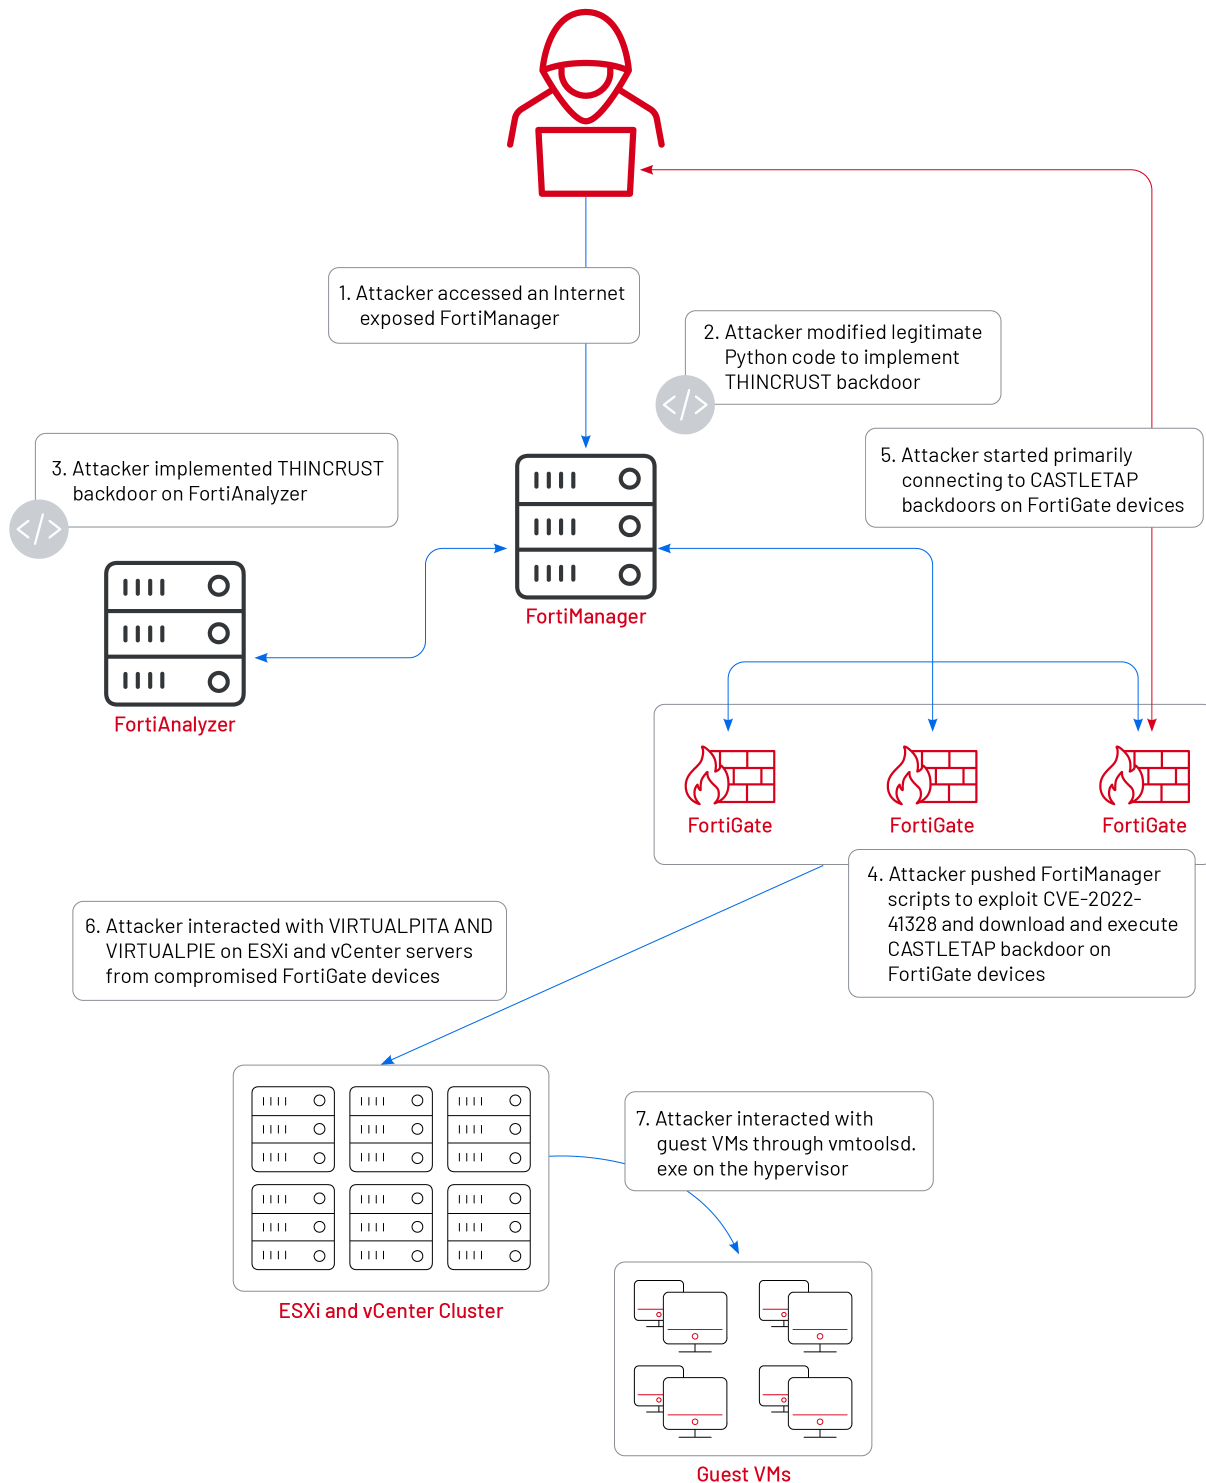 1. Attacker accessed an Internet
exposed FortiManager
2. Attacker modified legitimate
Python code to implement
THINCRUST backdoor
</>
3. Attacker implemented THINCRUST
backdoor on FortiAnalyzer
</>
5. Attacker started primarily
connecting to CASTLETAP
backdoors on FortiGate devices
FortiManager
FortiAnalyzer
FortiGate
FortiGate
FortiGate
4. Attacker pushed FortiManager
scripts to exploit CVE-2022-
41328 and download and execute
CASTLETAP backdoor on
FortiGate devices
6. Attacker interacted with VIRTUALPITA AND
VIRTUALPIE on ESXi and vCenter servers
from compromised FortiGate devices
7. Attacker interacted with
guest VMs through vmtoolsd.
exe on the hypervisor
ESXi and vCenter Cluster
Guest VMs